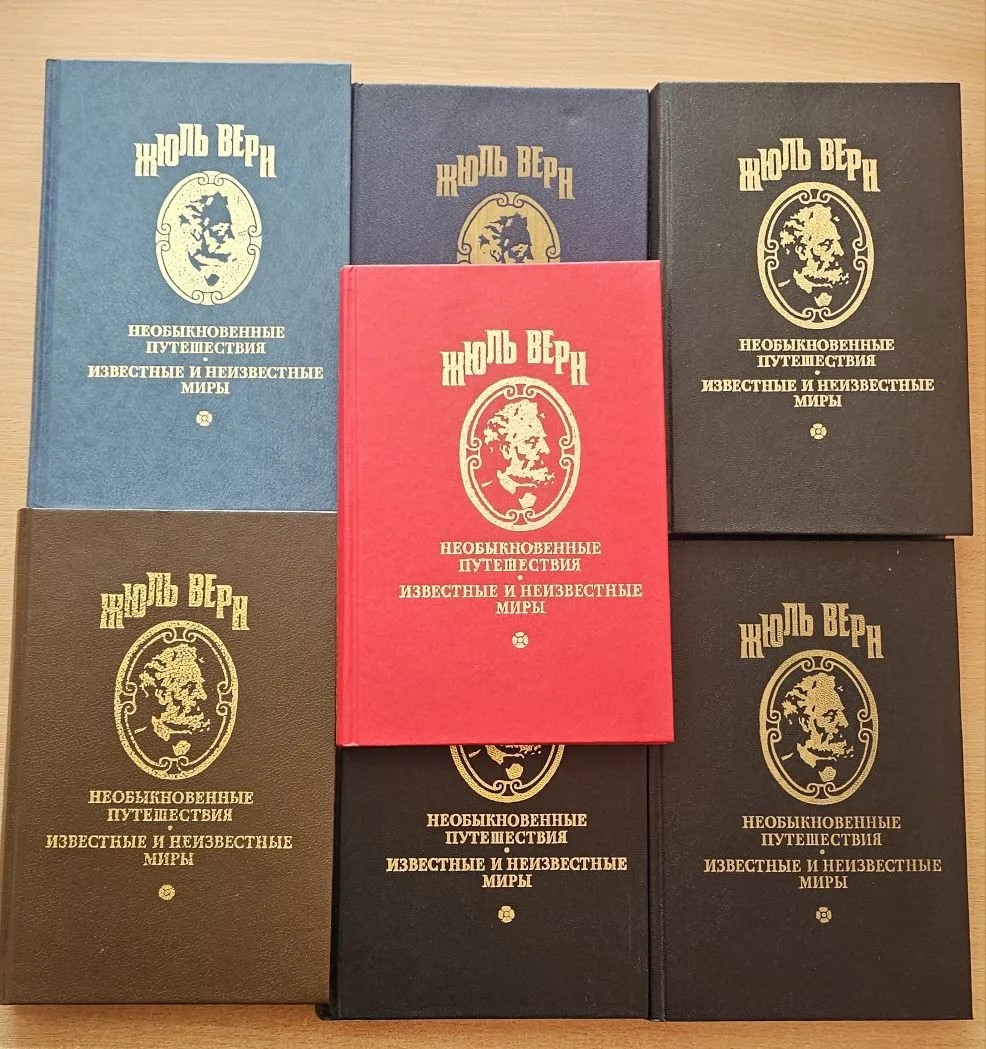 ЖЮЛЬ ВЕРН
НЕОБЫКНОВЕННЫЕ
ПУТЕШЕСТВИЯ
ИЗВЕСТНЫЕ И НЕИЗВЕСТНЫЕ
МИРЫ
ЖЮЛЬ ВЕРН
ЖЮЛЬ ВЕРН
НЕОБЫКНОВЕННЫЕ
ПУТЕШЕСТВИЯ
ИЗВЕСТНЫЕ И НЕИЗВЕСТНЫЕ
МИРЫ
ЖЮЛЬ ВЕРН
НЕОБЫКНОВЕННЫЕ
ПУТЕШЕСТВИЯ
ИЗВЕСТНЫЕ И НЕИЗВЕСТНЫЕ
МИРЫ
ЖЮЛЬ ВЕРН
НЕОБЫКНОВЕННЫЕ
ПУТЕШЕСТВИЯ
ИЗВЕСТНЫЕ И НЕИЗВЕСТНЫЕ
МИРЫ
НЕОБЫКНОВЕННЫЕ
ПУТЕШЕСТВИЯ
ИЗВЕСТНЫЕ И НЕИЗВЕСТНЫЕ
МИРЫ
ЖЮЛЬ ВЕРН
НЕОБЫКНОВЕННЫЕ
ПУТЕШЕСТВИЯ
ИЗВЕСТНЫЕ И НЕИЗВЕСТНЫЕ
МИРЫ